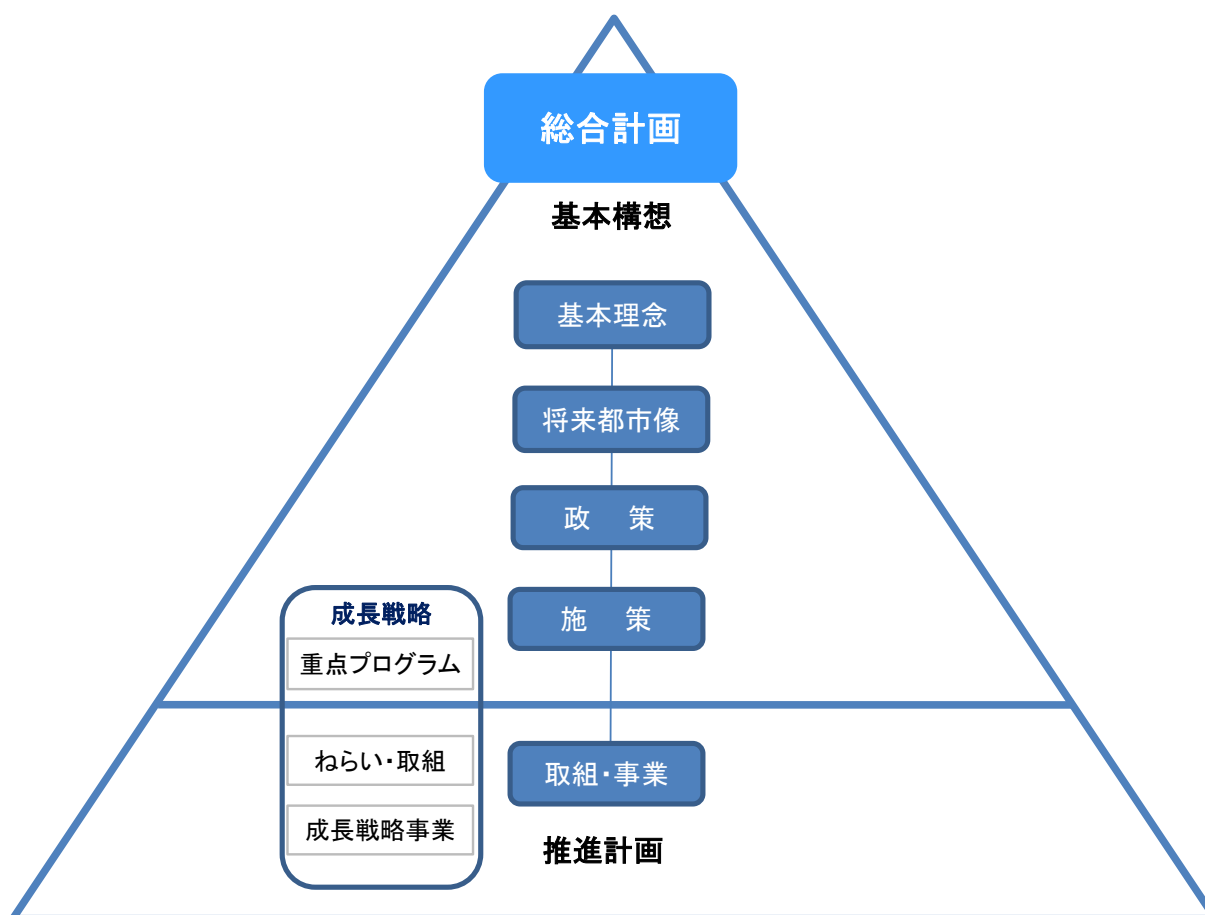 総合計画
基本構想
基本理念
将来都市像
政　策
施　策
成長戦略
重点プログラム
ねらい・取組
成長戦略事業
取組・事業
推進計画